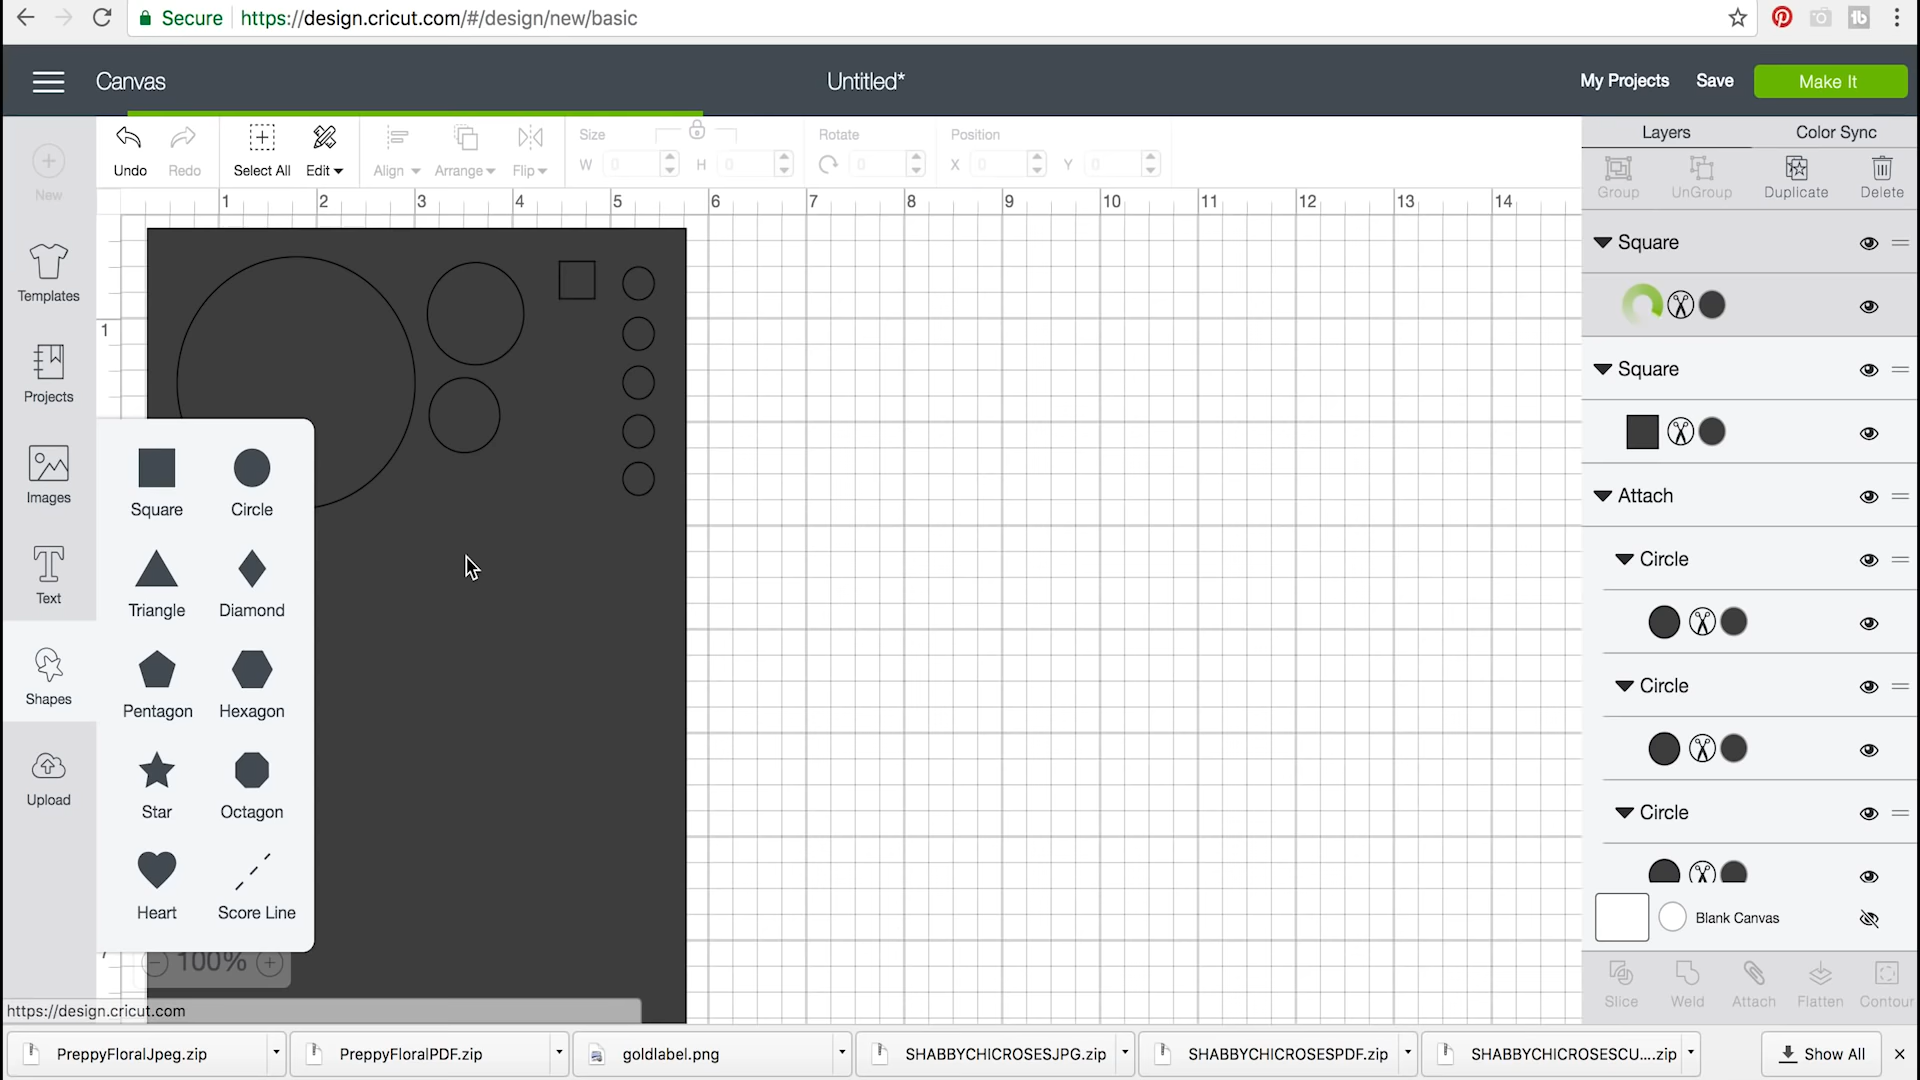 Secure https://design.cricut.com/#/design/new/basic
Canvas
Untitled*
My Projects
Save
Make It
Undo
Redo
Select All
Edit
Align
Arrange
Flip
Size
W 0
H 0
Rotate
0
Position
X 0
Y 0
Layers
Color Sync
Group
UnGroup
Duplicate
Delete
1 2 3 4 5 6 7 8 9 10 11 12 13 14
1
New
Templates
Projects
Images
Text
Shapes
Upload
Square
Circle
Triangle
Diamond
Pentagon
Hexagon
Star
Octagon
Heart
Score Line
100%
Square
Square
Attach
Circle
Circle
Circle
Blank Canvas
Slice
Weld
Attach
Flatten
Contour
https://design.cricut.com
PreppyFloralJpeg.zip
PreppyFloralPDF.zip
goldlabel.png
SHABBYCHICROSESJPG.zip
SHABBYCHICROSESPDF.zip
SHABBYCHICROSESCU....zip
Show All